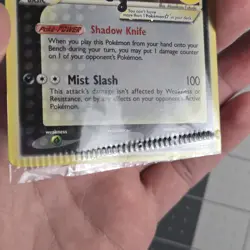 Poké-POWER Shadow Knife
When you play this Pokémon from your hand onto your
Bench during your turn, you may put 1 damage counter
on 1 of your opponent's Pokémon.
Mist Slash 100
This attack's damage isn't affected by Weakness or
Resistance, or by any effects on your opponent's Active
Pokémon.
weakness